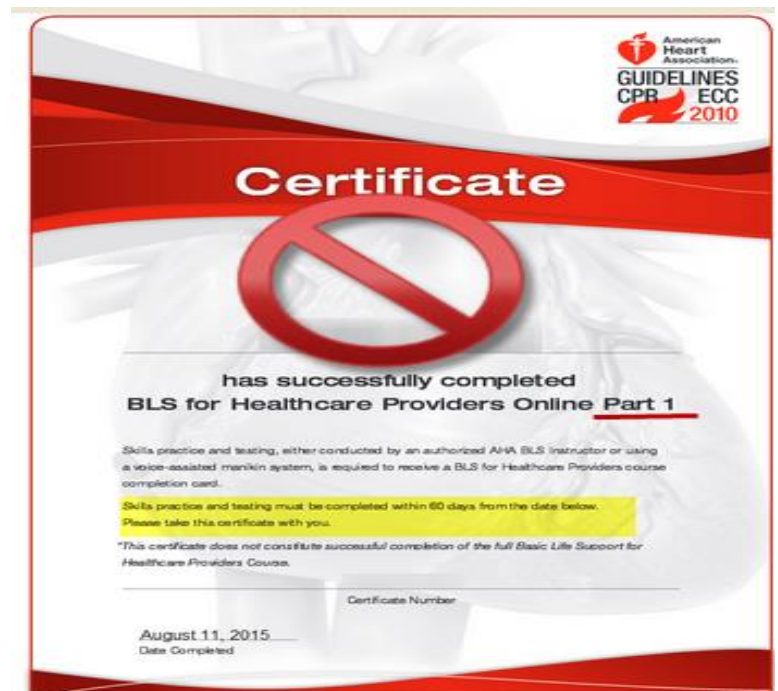 American
Heart
Association®
GUIDELINES
CPR ECC
2010
Certificate
has successfully completed
BLS for Healthcare Providers Online Part 1
Skills practice and testing, either conducted by an authorized AHA BLS Instructor or using
a voice-assisted manikin system, is required to receive a BLS for Healthcare Providers course
completion card.
Skills practice and testing must be completed within 60 days from the date below.
Please take this certificate with you.
*This certificate does not constitute successful completion of the full Basic Life Support for
Healthcare Providers Course.
Certificate Number
August 11, 2015
Date Completed